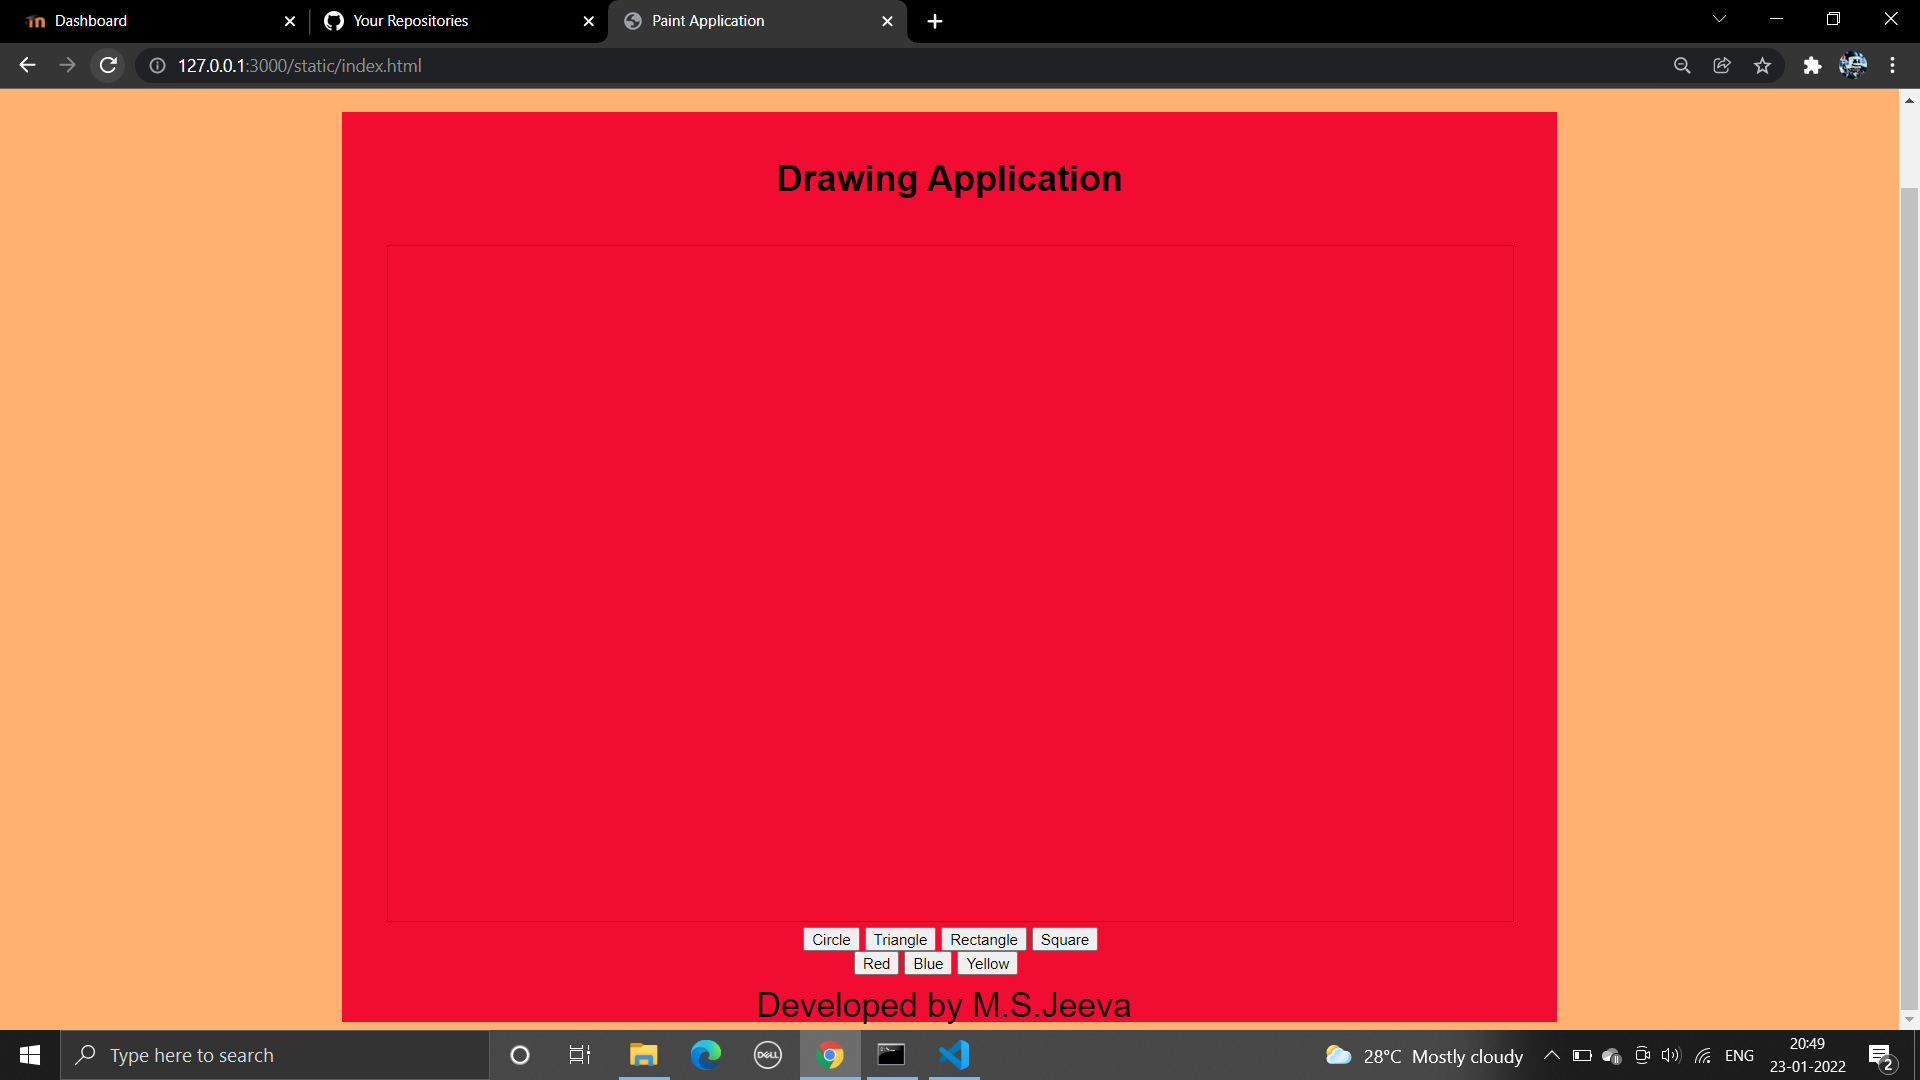 Dashboard
Your Repositories
Paint Application
127.0.0.1:3000/static/index.html
Drawing Application
Circle Triangle Rectangle Square
Red Blue Yellow
Developed by M.S.Jeeva
Type here to search
DELL
28°C Mostly cloudy
ENG
20:49
23-01-2022
2